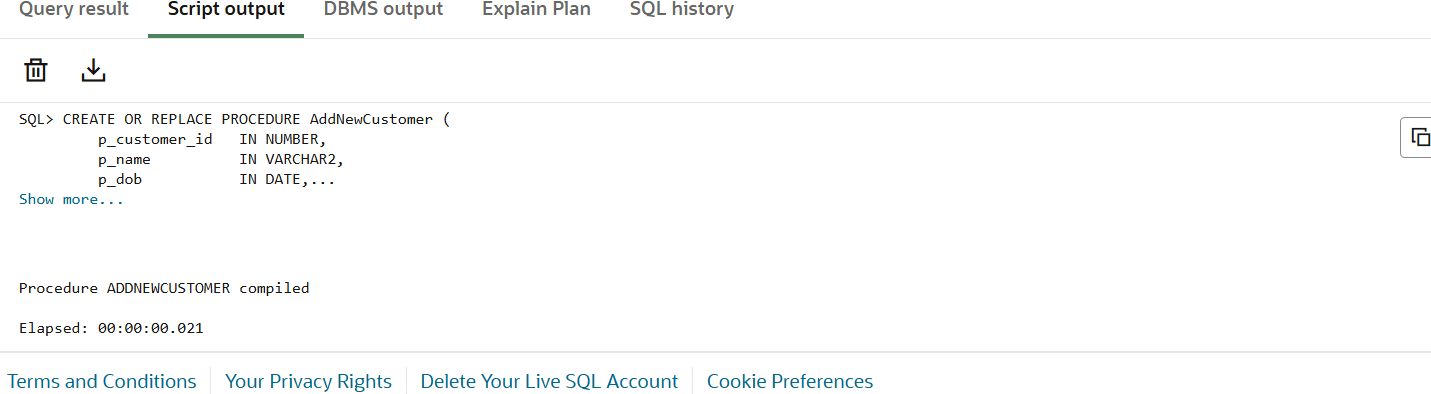 Query result Script output DBMS output Explain Plan SQL history
SQL> CREATE OR REPLACE PROCEDURE AddNewCustomer (
p_customer_id IN NUMBER,
p_name IN VARCHAR2,
p_dob IN DATE,...
Show more...
Procedure ADDNEWCUSTOMER compiled
Elapsed: 00:00:00.021
Terms and Conditions Your Privacy Rights Delete Your Live SQL Account Cookie Preferences